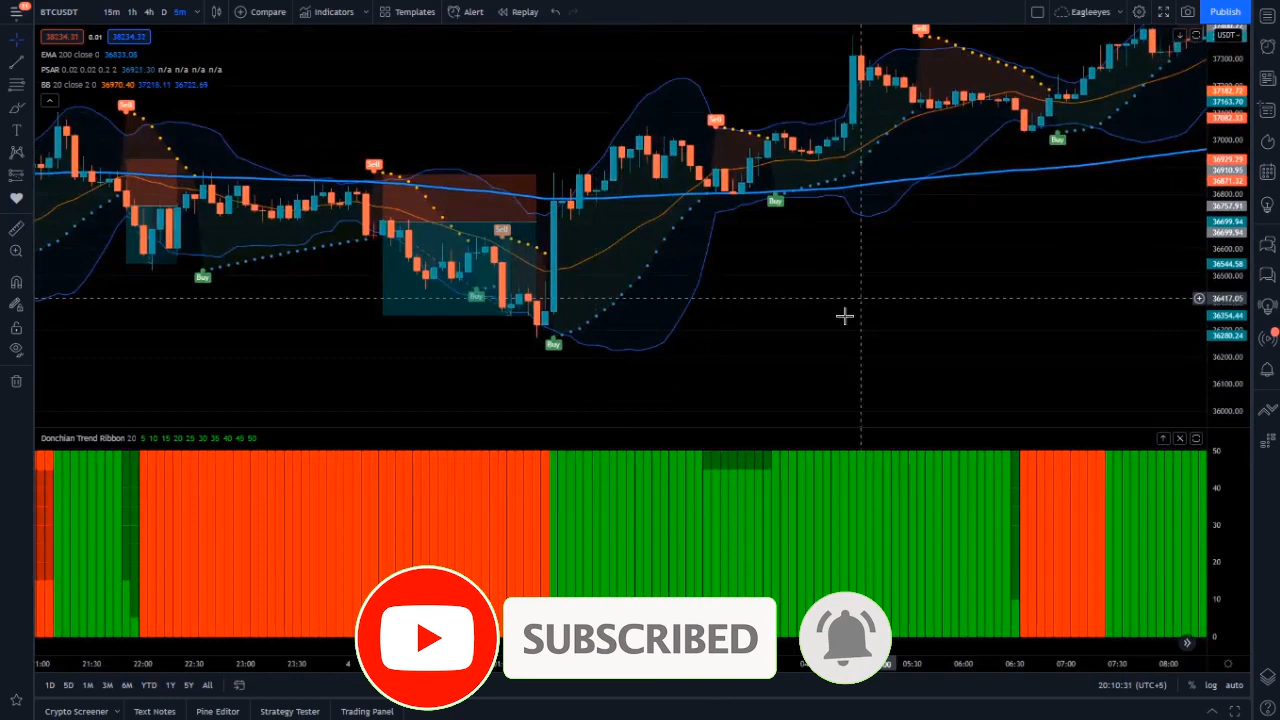 11
BTCUSDT 15m 1h 4h D 5m Compare Indicators Templates Alert Replay Eagleeyes Publish
38234.31 0.01 38234.32
USDT
EMA 200 close 0 36833.08
PSAR 0.02 0.02 0.2 2 36925.30 n/a n/a n/a n/a
BB 20 close 2 0 36970.40 37218.11 36722.69
Sell
Sell
Sell
Sell
Sell
Buy
Buy
Buy
Buy
Buy
37300.00
37182.72
37163.70
37082.33
37000.00
36929.29
36910.95
36871.32
36800.00
36757.91
36699.94
36699.94
36600.00
36544.58
36500.00
36417.05
36354.44
36280.24
36200.00
36100.00
36000.00
Donchian Trend Ribbon 20 5 10 15 20 25 30 35 40 45 50
50
40
30
20
10
0
SUBSCRIBED
21:30 22:00 22:30 23:00 23:30 4 05:30 06:00 06:30 07:00 07:30 08:00
1D 5D 1M 3M 6M YTD 1Y 5Y All 20:10:31 (UTC+5) % log auto
Crypto Screener Text Notes Pine Editor Strategy Tester Trading Panel